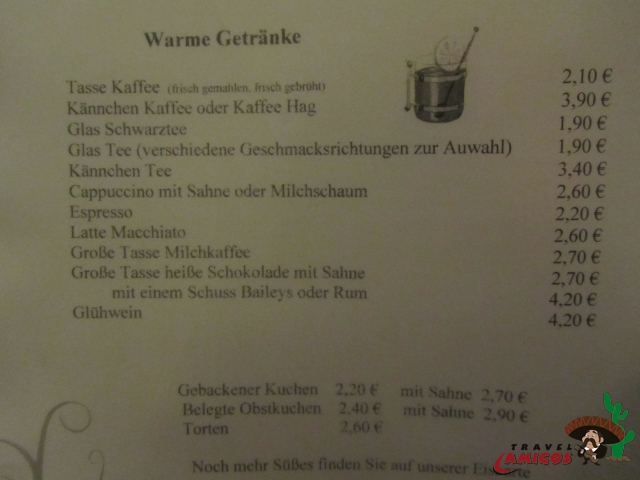 Warme Getränke
Tasse Kaffee (frisch gemahlen, frisch gebrüht) 2,10 €
Kännchen Kaffee oder Kaffee Hag 3,90 €
Glas Schwarztee 1,90 €
Glas Tee (verschiedene Geschmacksrichtungen zur Auwahl) 1,90 €
Kännchen Tee 3,40 €
Cappuccino mit Sahne oder Milchschaum 2,60 €
Espresso 2,20 €
Latte Macchiato 2,60 €
Große Tasse Milchkaffee 2,70 €
Große Tasse heiße Schokolade mit Sahne 2,70 €
mit einem Schuss Baileys oder Rum 4,20 €
Glühwein 4,20 €
Gebackener Kuchen 2,20 € mit Sahne 2,70 €
Belegte Obstkuchen 2,40 € mit Sahne 2,90 €
Torten 2,60 €
Noch mehr Süßes finden Sie auf unserer
TRAVEL
AMIGOS